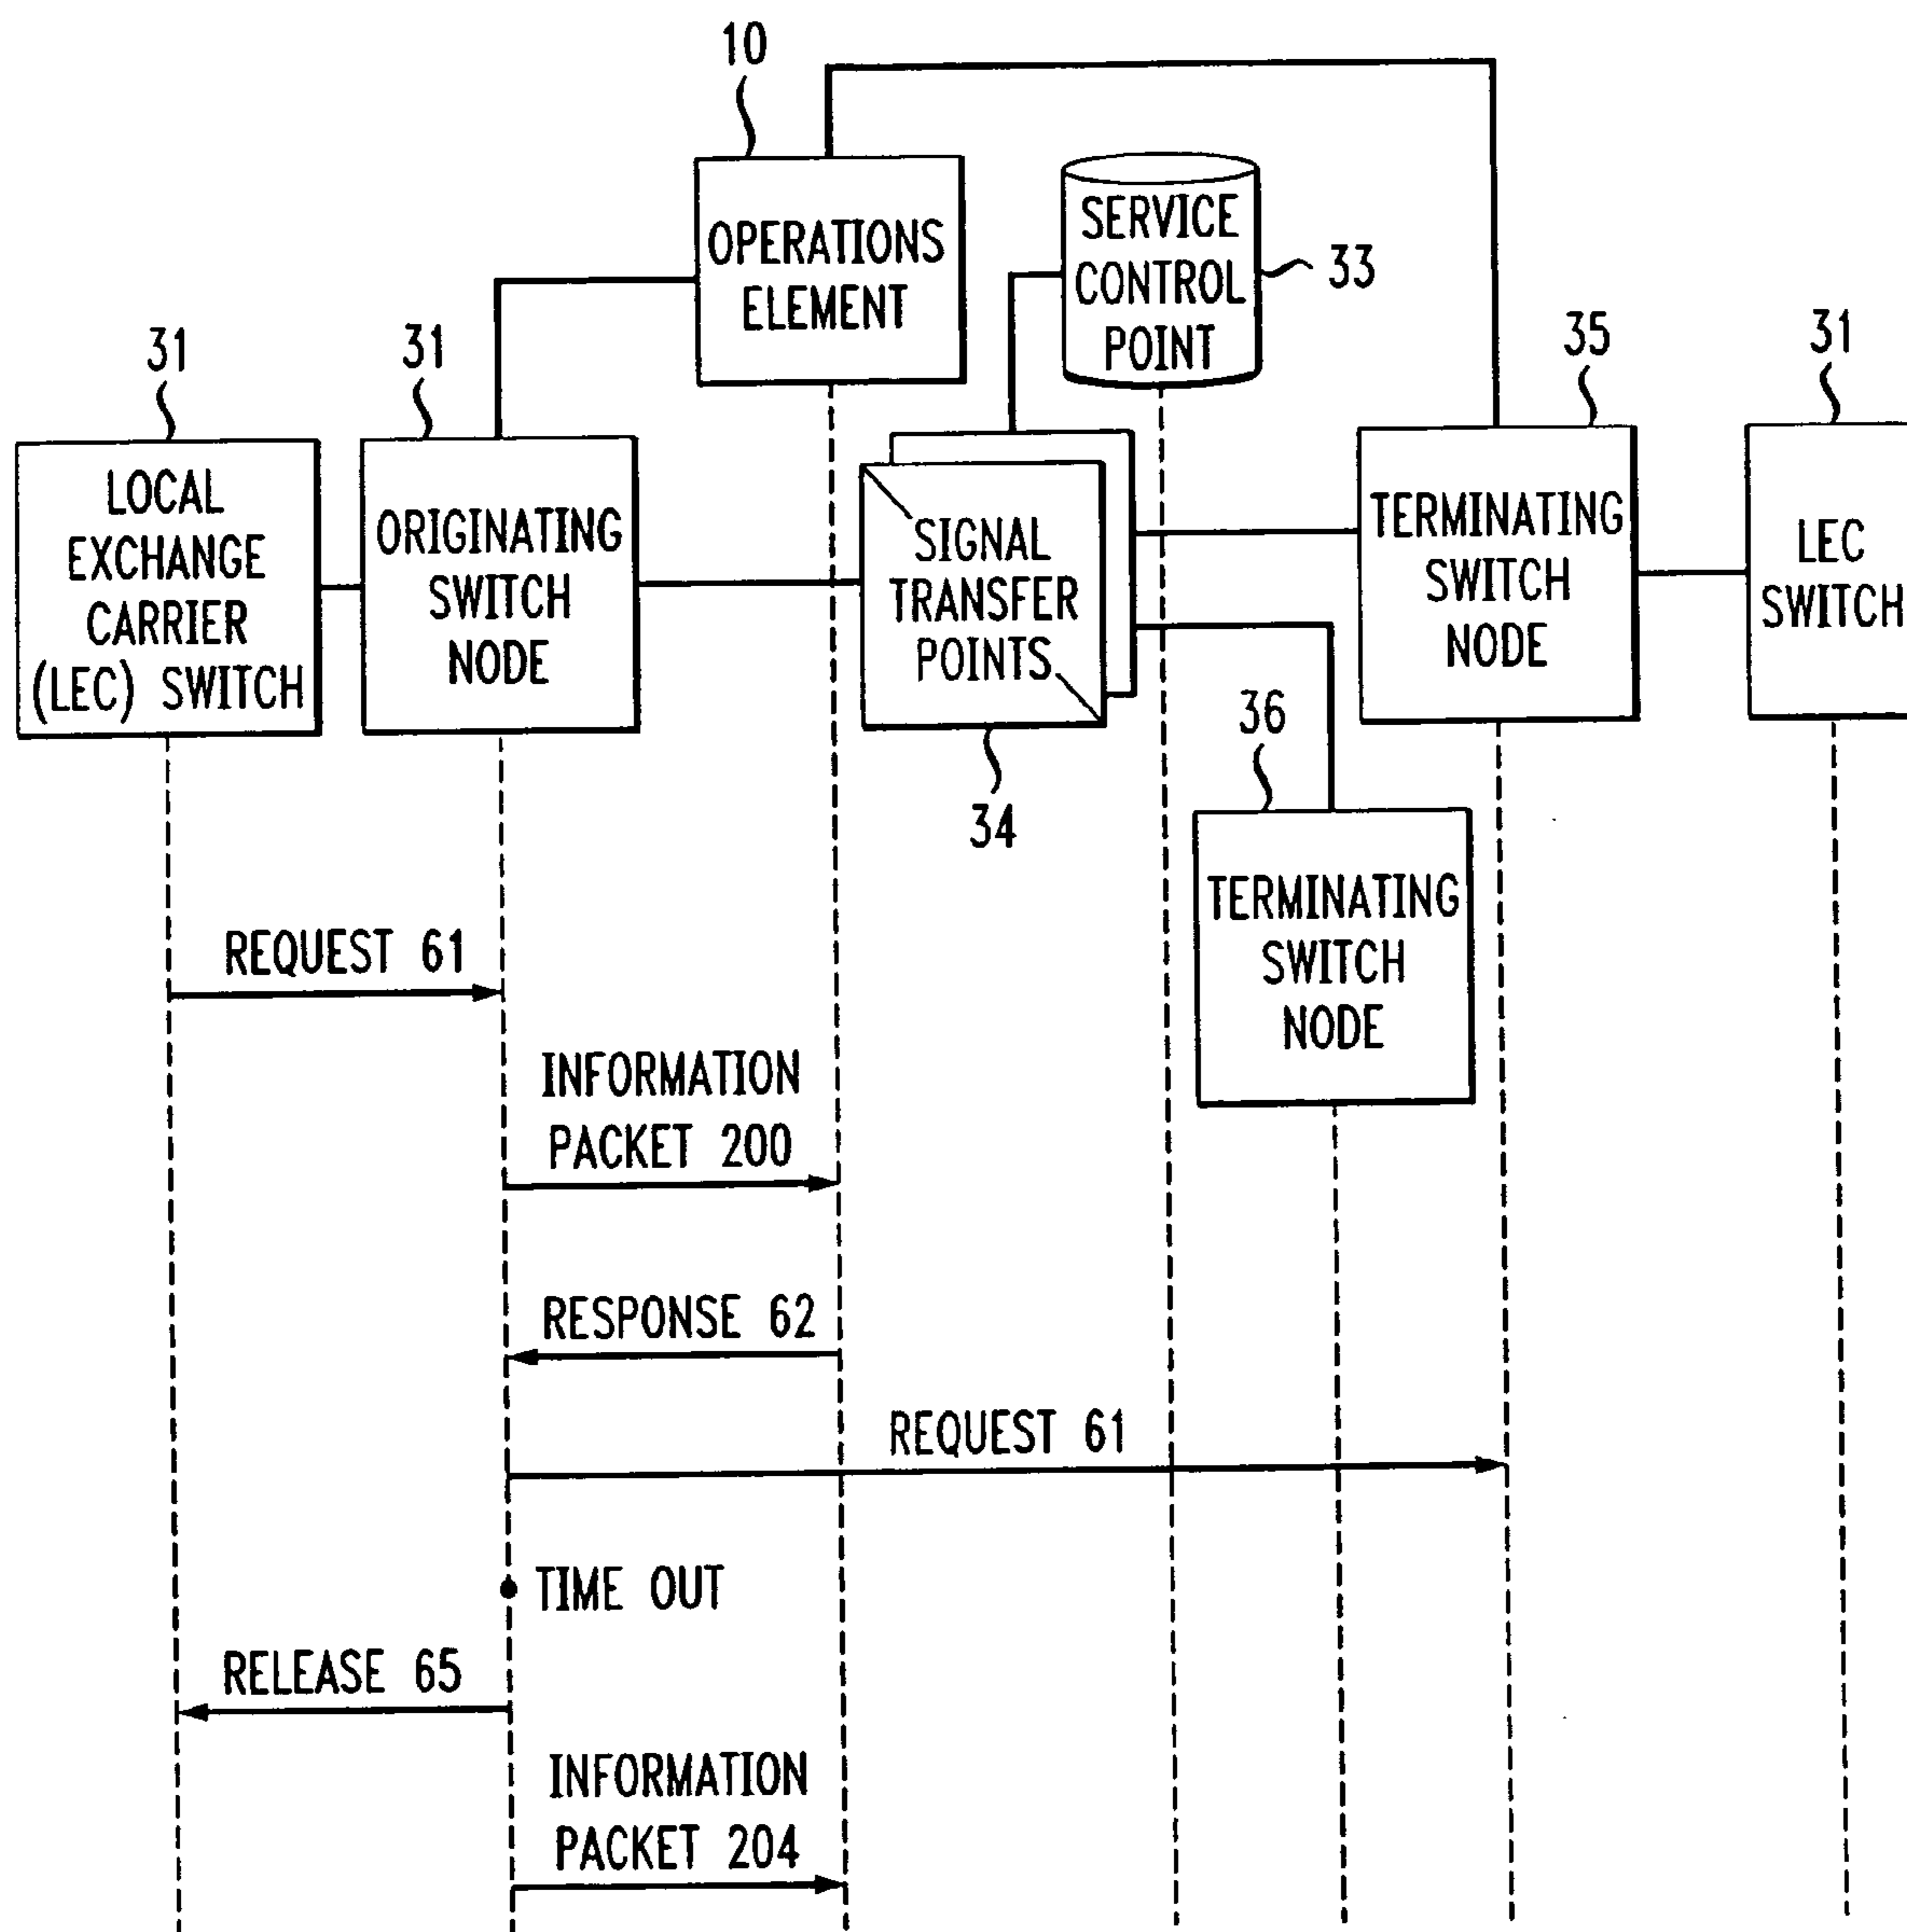 10
OPERATIONS
ELEMENT
SERVICE
CONTROL
POINT
33
31
31
35
31
LOCAL
EXCHANGE
CARRIER
(LEC) SWITCH
ORIGINATING
SWITCH
NODE
SIGNAL
TRANSFER
POINTS
34
TERMINATING
SWITCH
NODE
LEC
SWITCH
36
TERMINATING
SWITCH
NODE
REQUEST 61
INFORMATION
PACKET 200
RESPONSE 62
REQUEST 61
TIME OUT
RELEASE 65
INFORMATION
PACKET 204